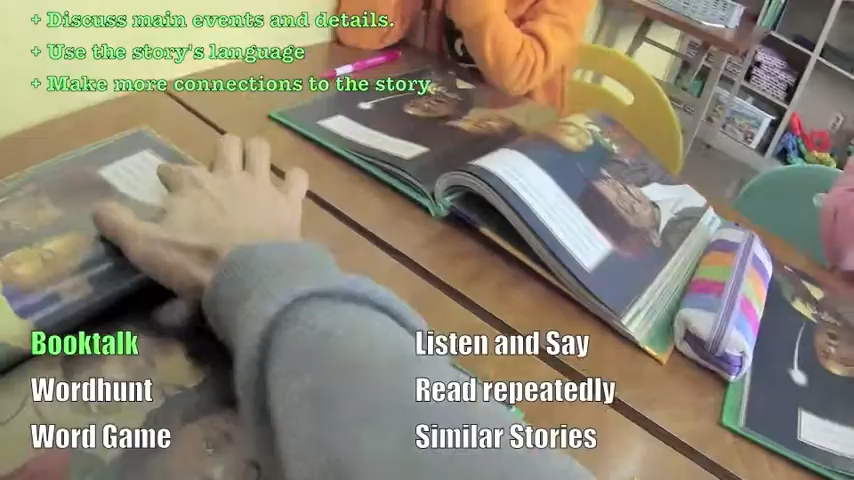 + Discuss main events and details.
+ Use the story's language
+ Make more connections to the story
Booktalk
Wordhunt
Word Game
Listen and Say
Read repeatedly
Similar Stories